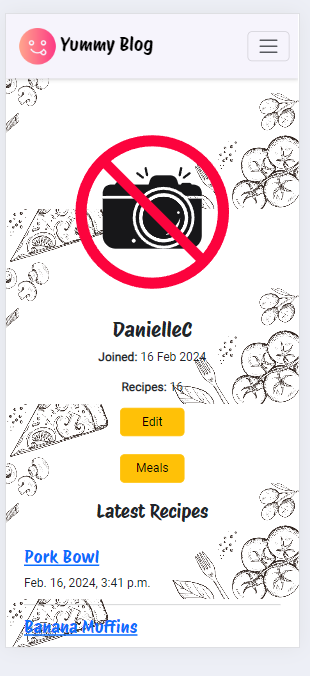 Yummy Blog
DanielleC
Joined: 16 Feb 2024
Recipes: 16
Edit
Meals
Latest Recipes
Pork Bowl
Feb. 16, 2024, 3:41 p.m.
Banana Muffins